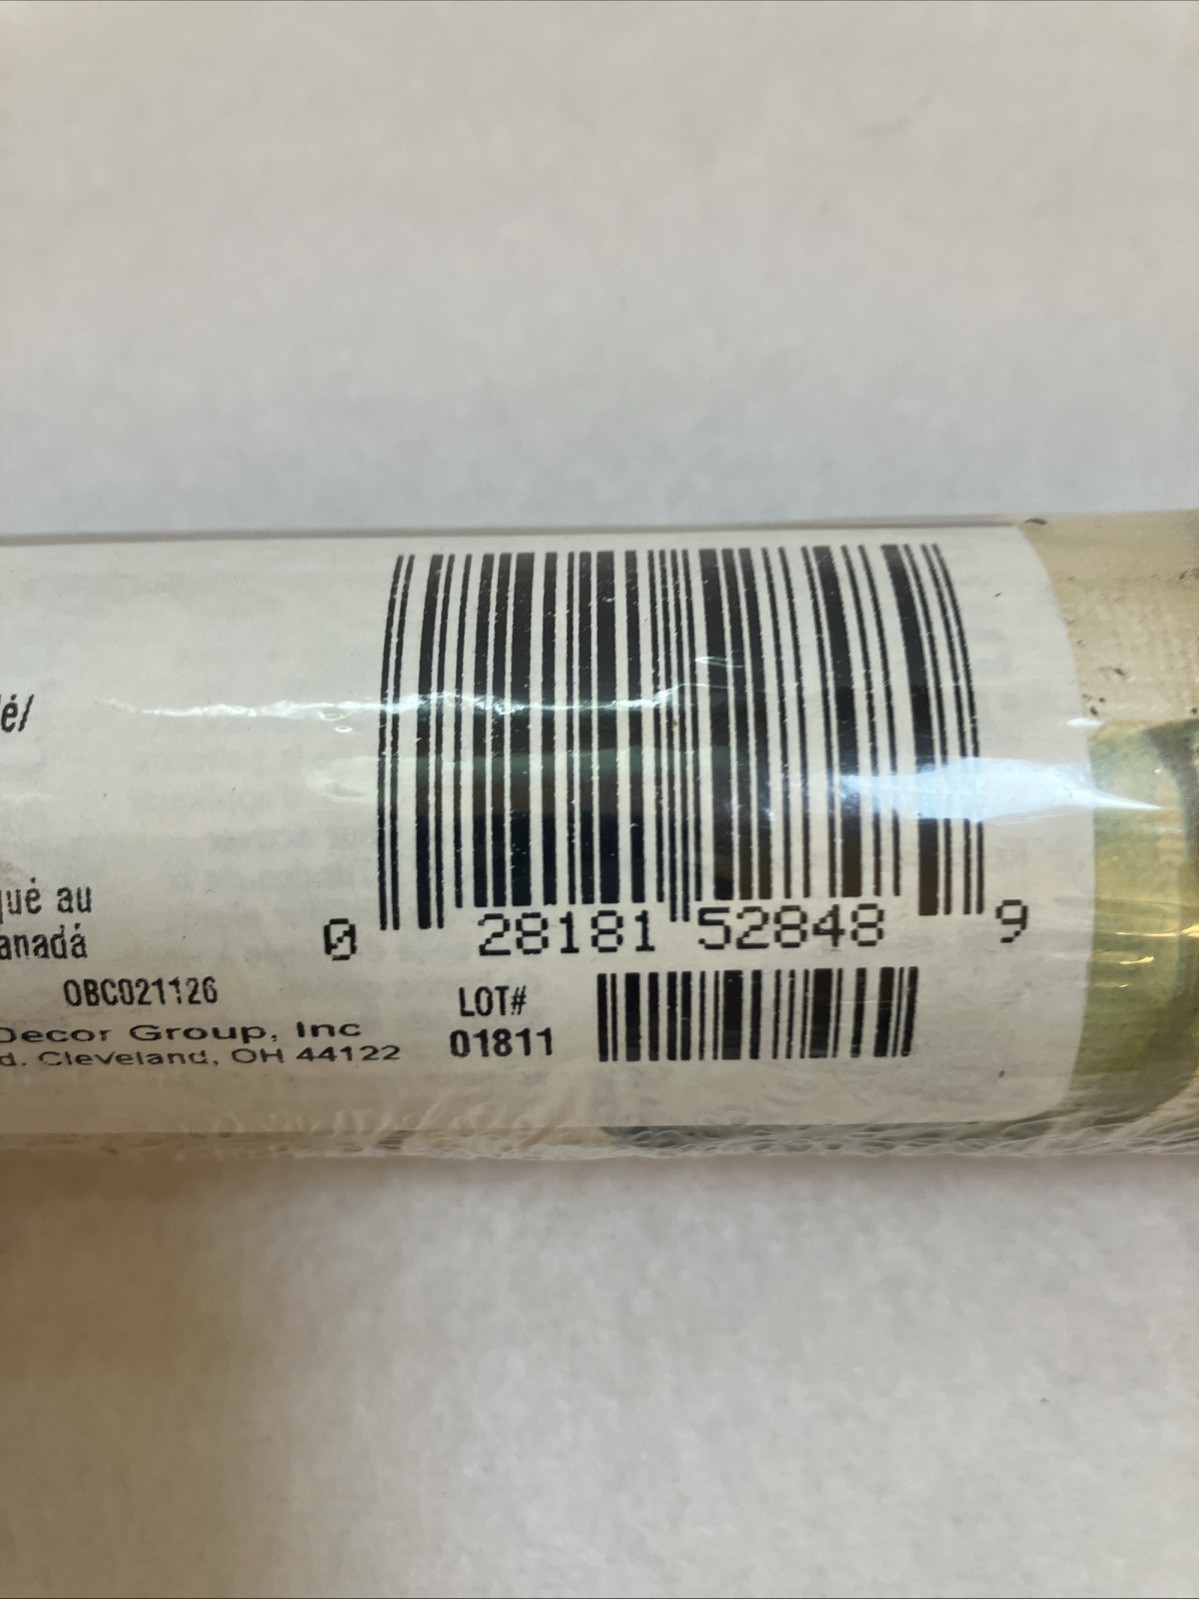 é/
qué au
anadá
0 28181 52848 9
OBC021126
Decor Group, Inc
d. Cleveland, OH 44122
LOT#
01811